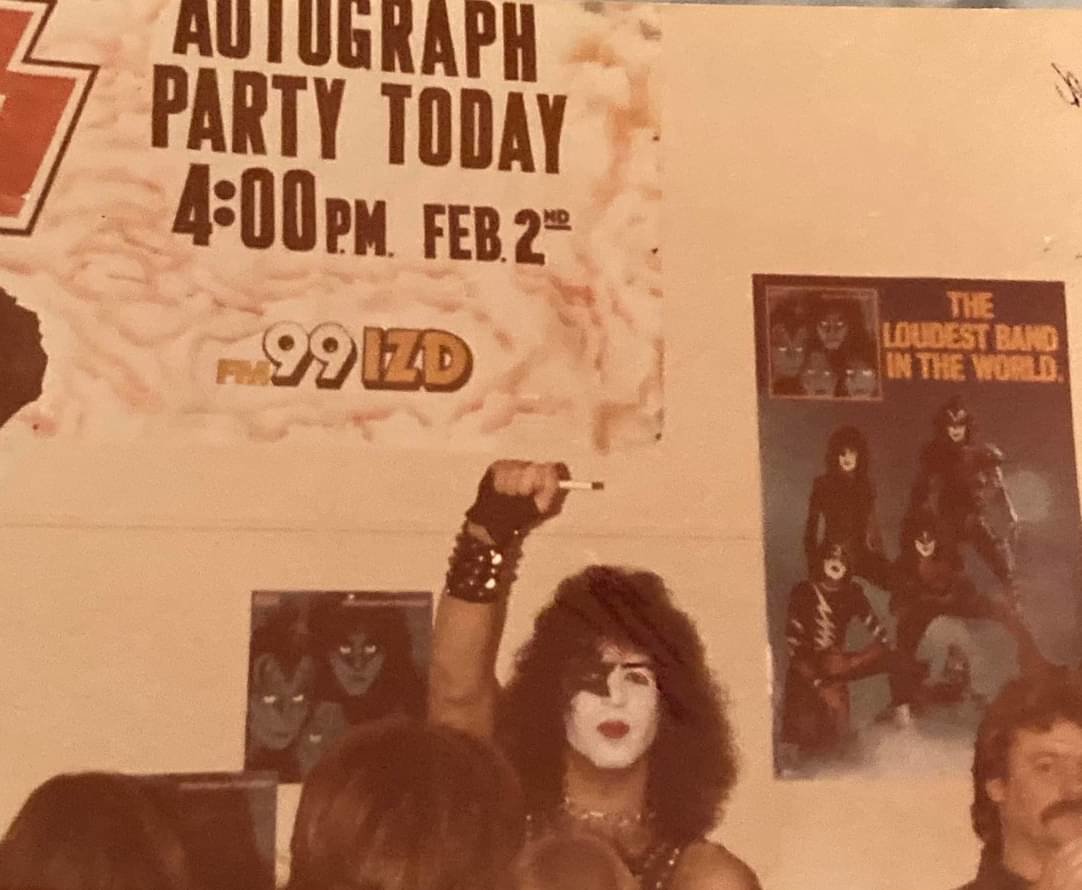 AUTOGRAPH
PARTY TODAY
4:00 P.M. FEB. 2ND
FM 99 IZD
THE
LOUDEST BAND
IN THE WORLD.